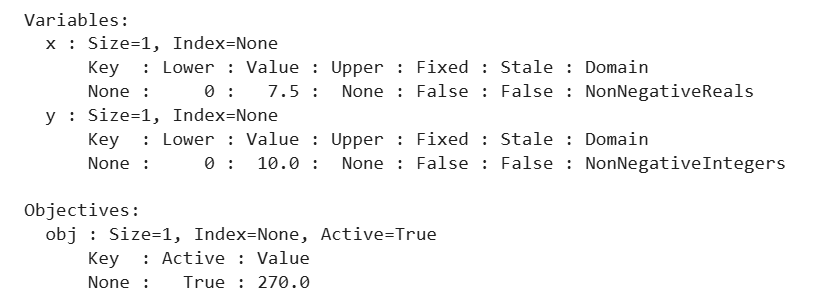 Variables:
x : Size=1, Index=None
Key : Lower : Value : Upper : Fixed : Stale : Domain
None : 0 : 7.5 : None : False : False : NonNegativeReals
y : Size=1, Index=None
Key : Lower : Value : Upper : Fixed : Stale : Domain
None : 0 : 10.0 : None : False : False : NonNegativeIntegers
Objectives:
obj : Size=1, Index=None, Active=True
Key : Active : Value
None : True : 270.0